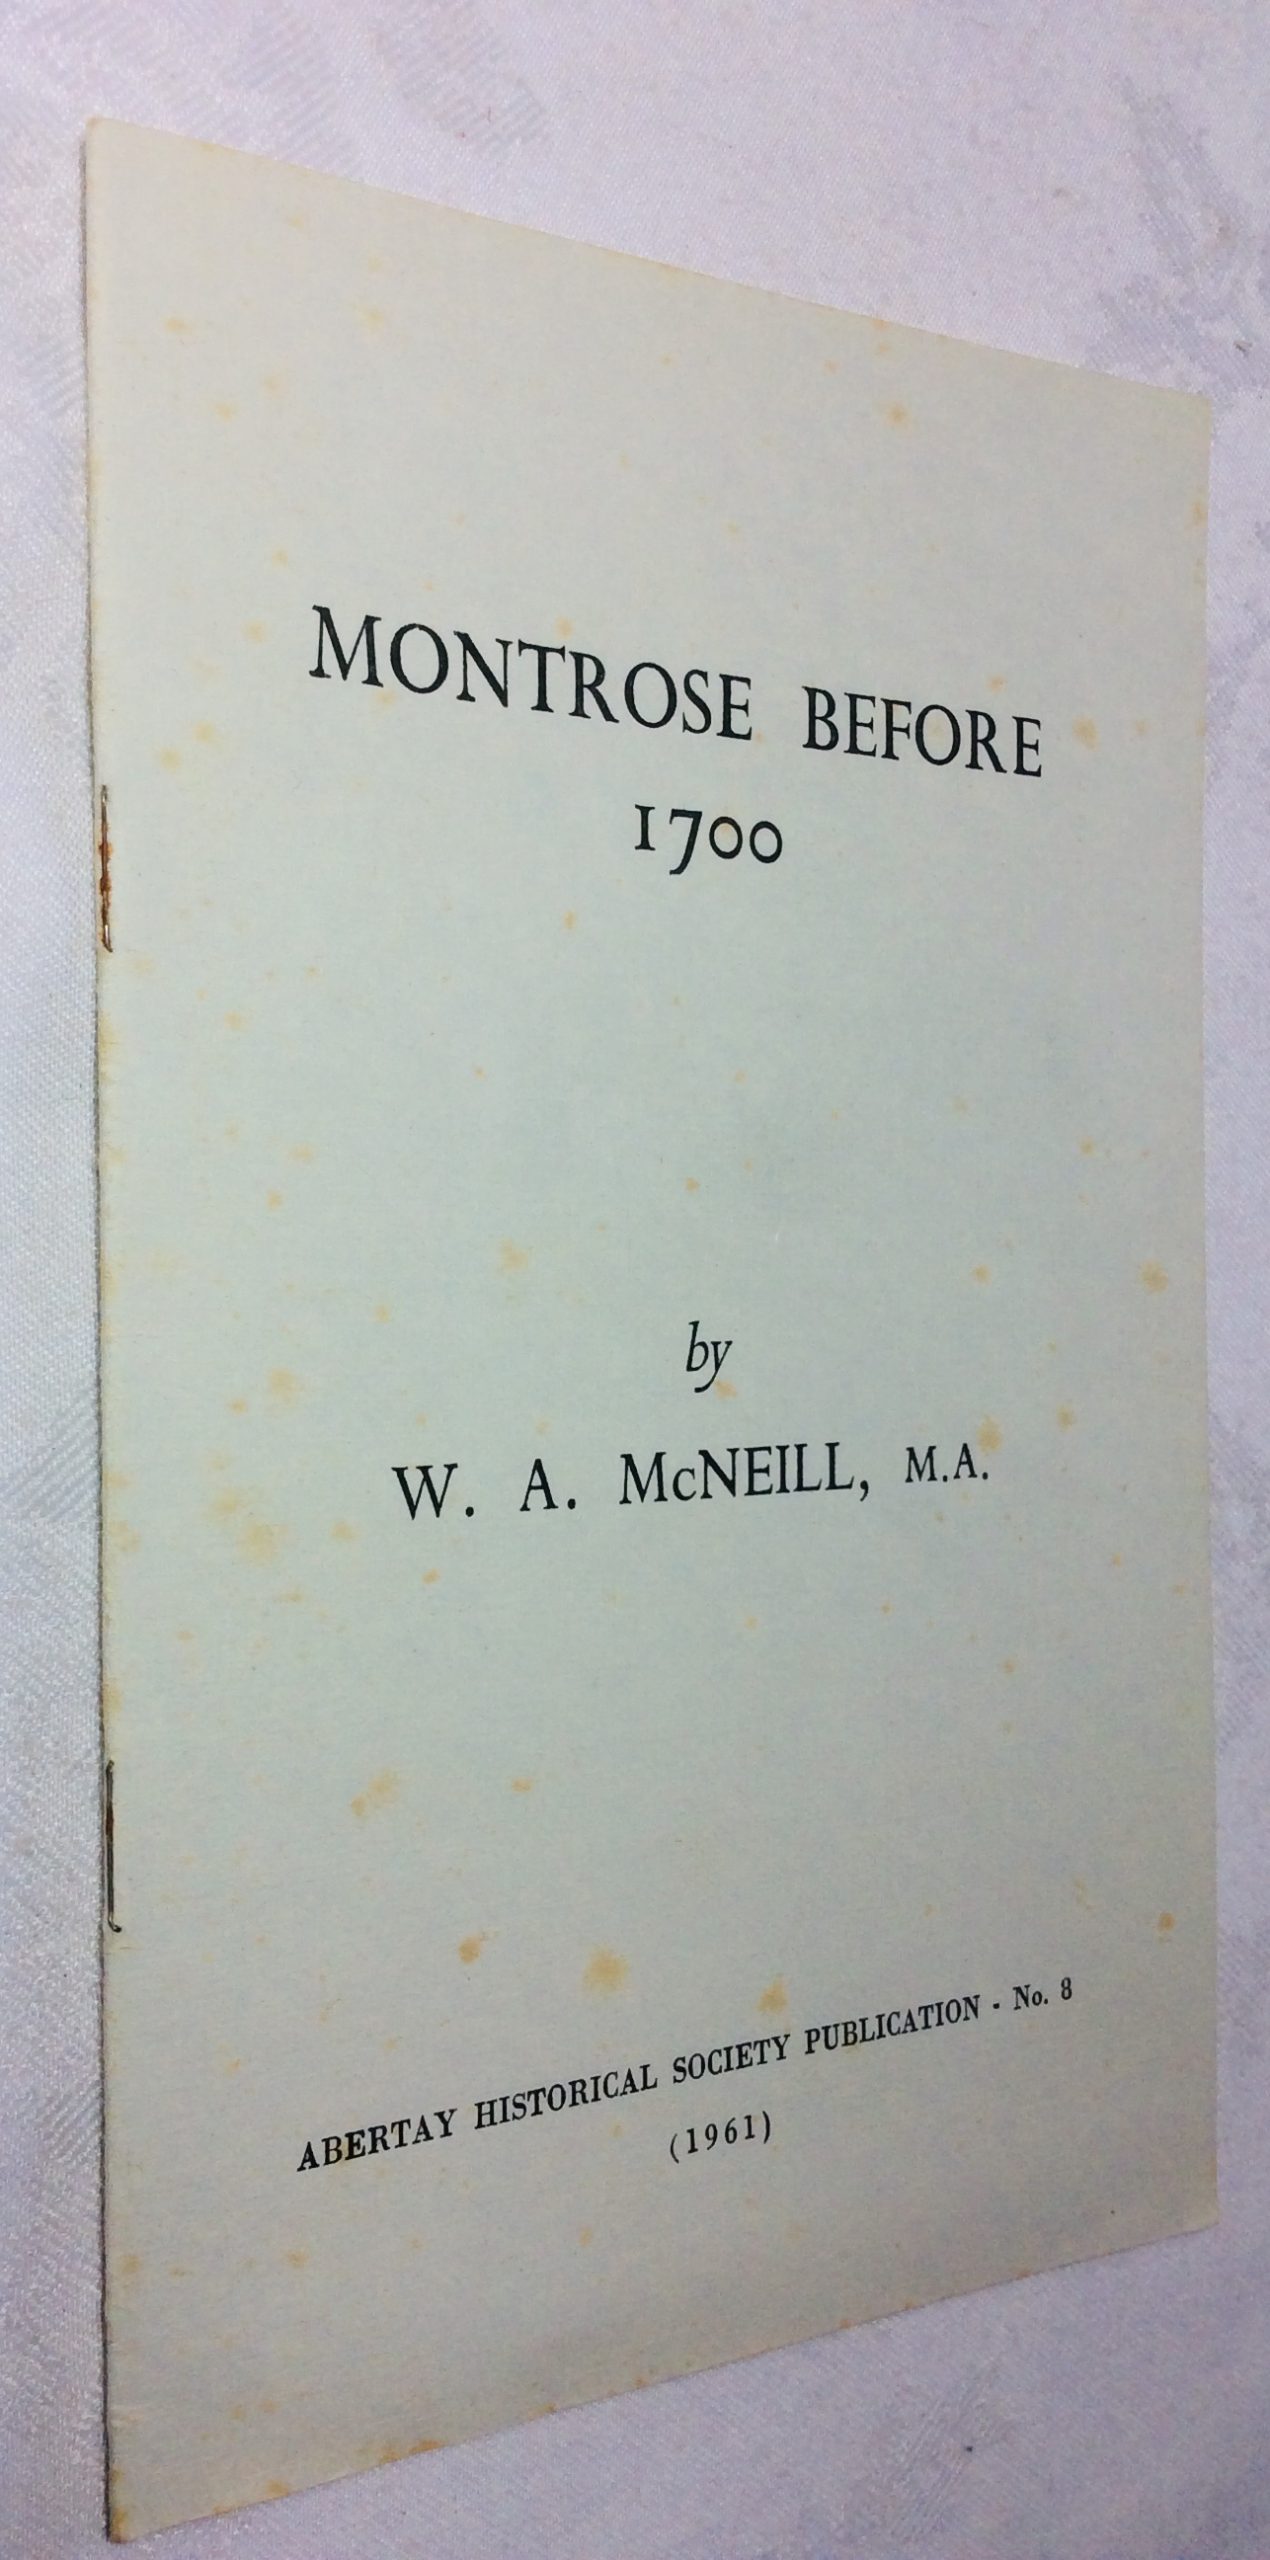 MONTROSE BEFORE
1700
by
W. A. McNEILL, M.A.
ABERTAY HISTORICAL SOCIETY PUBLICATION - No. 8
(1961)